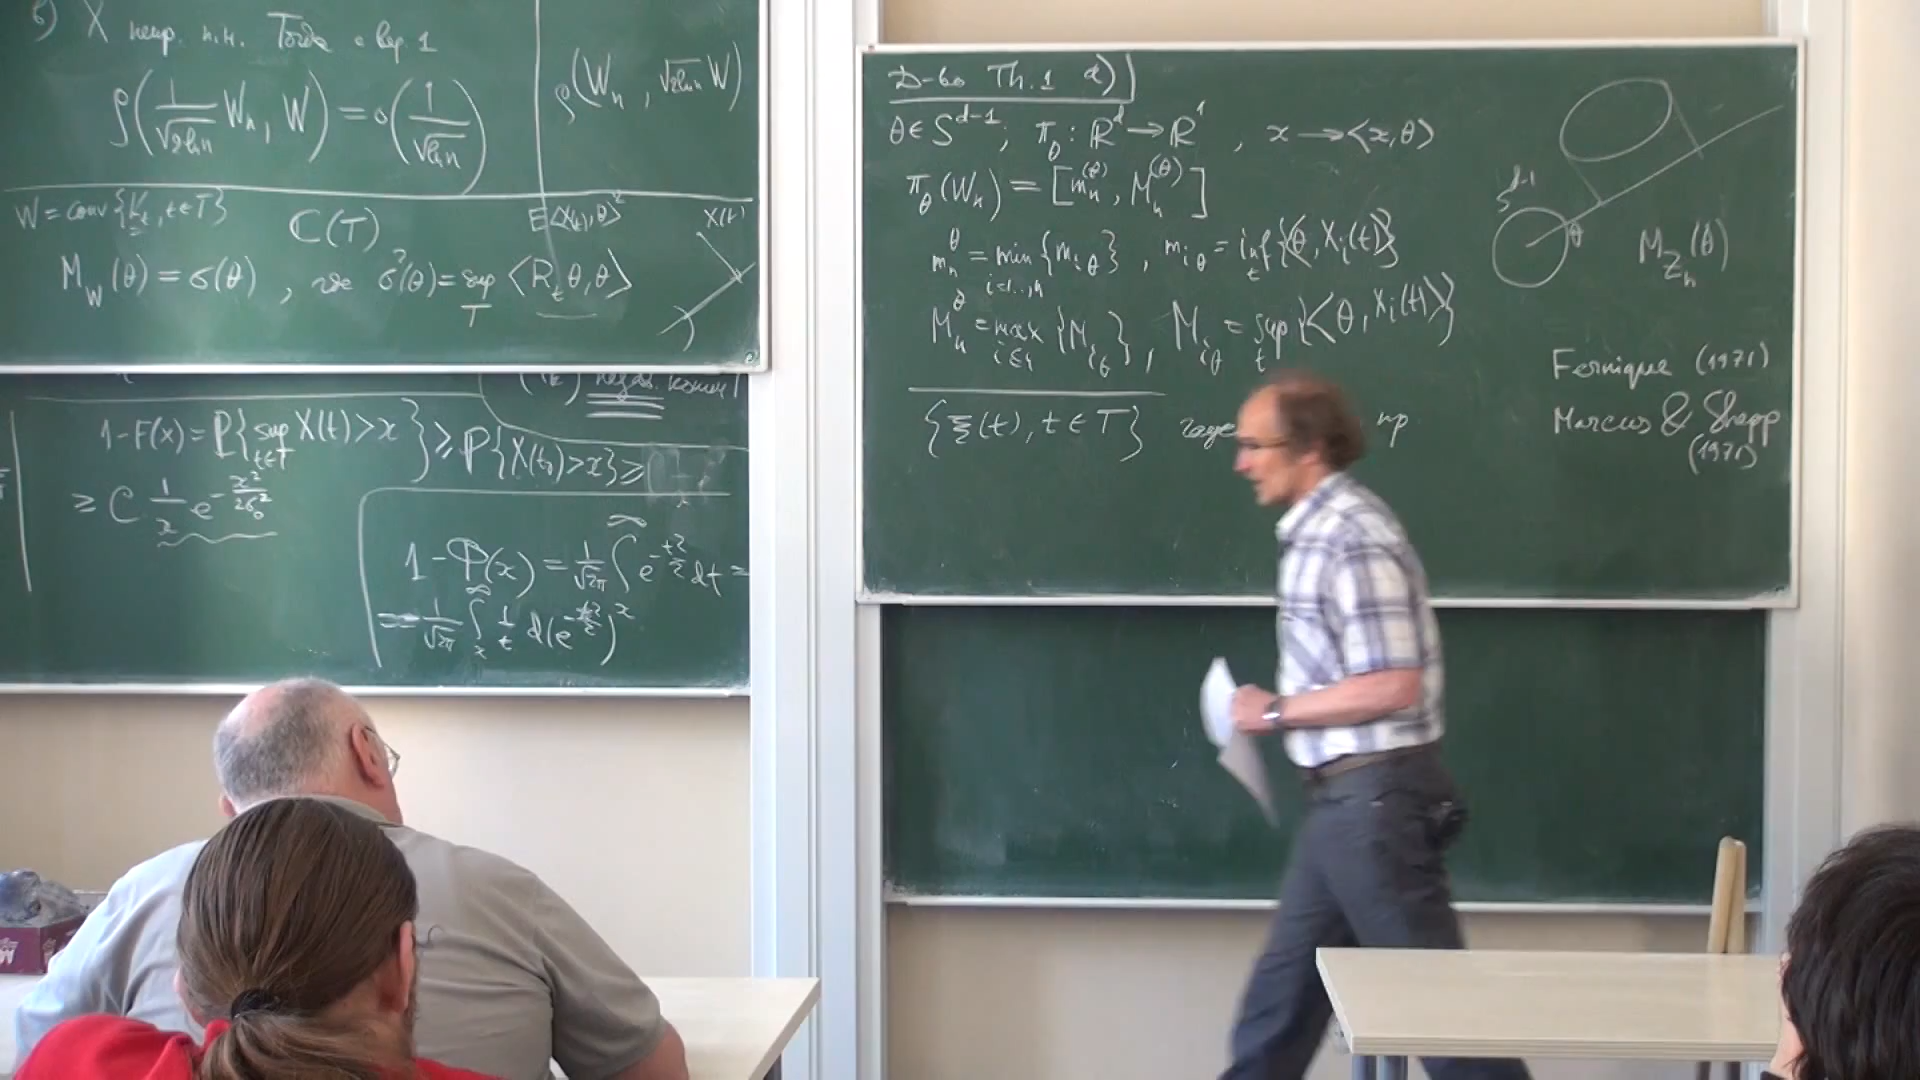 б) X непр. п.н. Тогда с вер. 1
ρ(1/√(2ln n) W_n, W) = o(1/√(ln n))
ρ(W_n, √(2ln n) W)
W = conv{K_t, t∈T}
C(T)
E⟨X(t), θ⟩²
X(t)
M_W(θ) = σ(θ), где σ²(θ) = sup_T ⟨R_t θ, θ⟩
1-F(x) = P{sup_{t∈T} X(t) > x} ≥ P{X(t₀) > x} ≥
≥ C 1/x e^{-x²/2σ₀²}
1-Φ(x) = 1/√2π ∫_x^∞ e^{-t²/2} dt =
= 1/√2π ∫_x^∞ 1/t d(e^{-t²/2})
Д-во Th.1 а)
θ∈S^{d-1}; π_θ: R^d → R^1, x → ⟨x,θ⟩
π_θ(W_n) = [m_n^{(θ)}, M_n^{(θ)}]
m_n^θ = min_{i=1,..,n} {m_{iθ}}, m_{iθ} = inf_t {⟨θ, X_i(t)⟩}
M_n^θ = max_{i≤n} {M_{iθ}}, M_{iθ} = sup_t {⟨θ, X_i(t)⟩}
{ξ(t), t∈T} пр
S^{d-1}
θ
M_{Z_n}(θ)
Fernique (1971)
Marcus & Shepp
(1971)